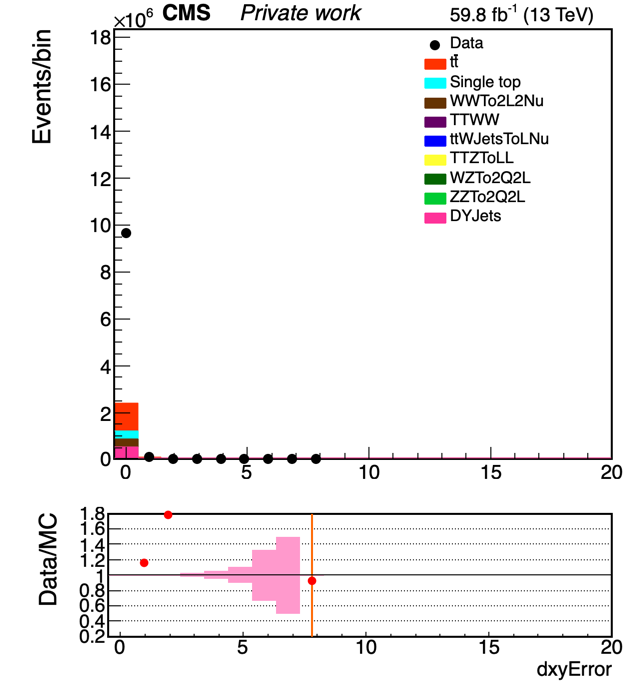 ×10⁶ CMS Private work 59.8 fb⁻¹ (13 TeV)
Events/bin
18
16
14
12
10
8
6
4
2
0
Data
tt̄
Single top
WWTo2L2Nu
TTWW
ttWJetsToLNu
TTZToLL
WZTo2Q2L
ZZTo2Q2L
DYJets
0 5 10 15 20
Data/MC
1.8
1.6
1.4
1.2
1
0.8
0.6
0.4
0.2
0 5 10 15 20
dxyError